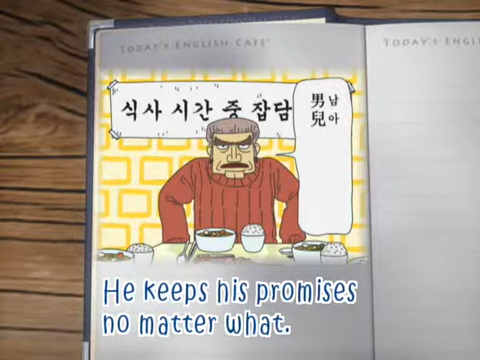 TODAY'S ENGLISH CAFE
TODAY'S ENGLI
식사 시간 중 잡담
男兒
남아
He keeps his promises
no matter what.